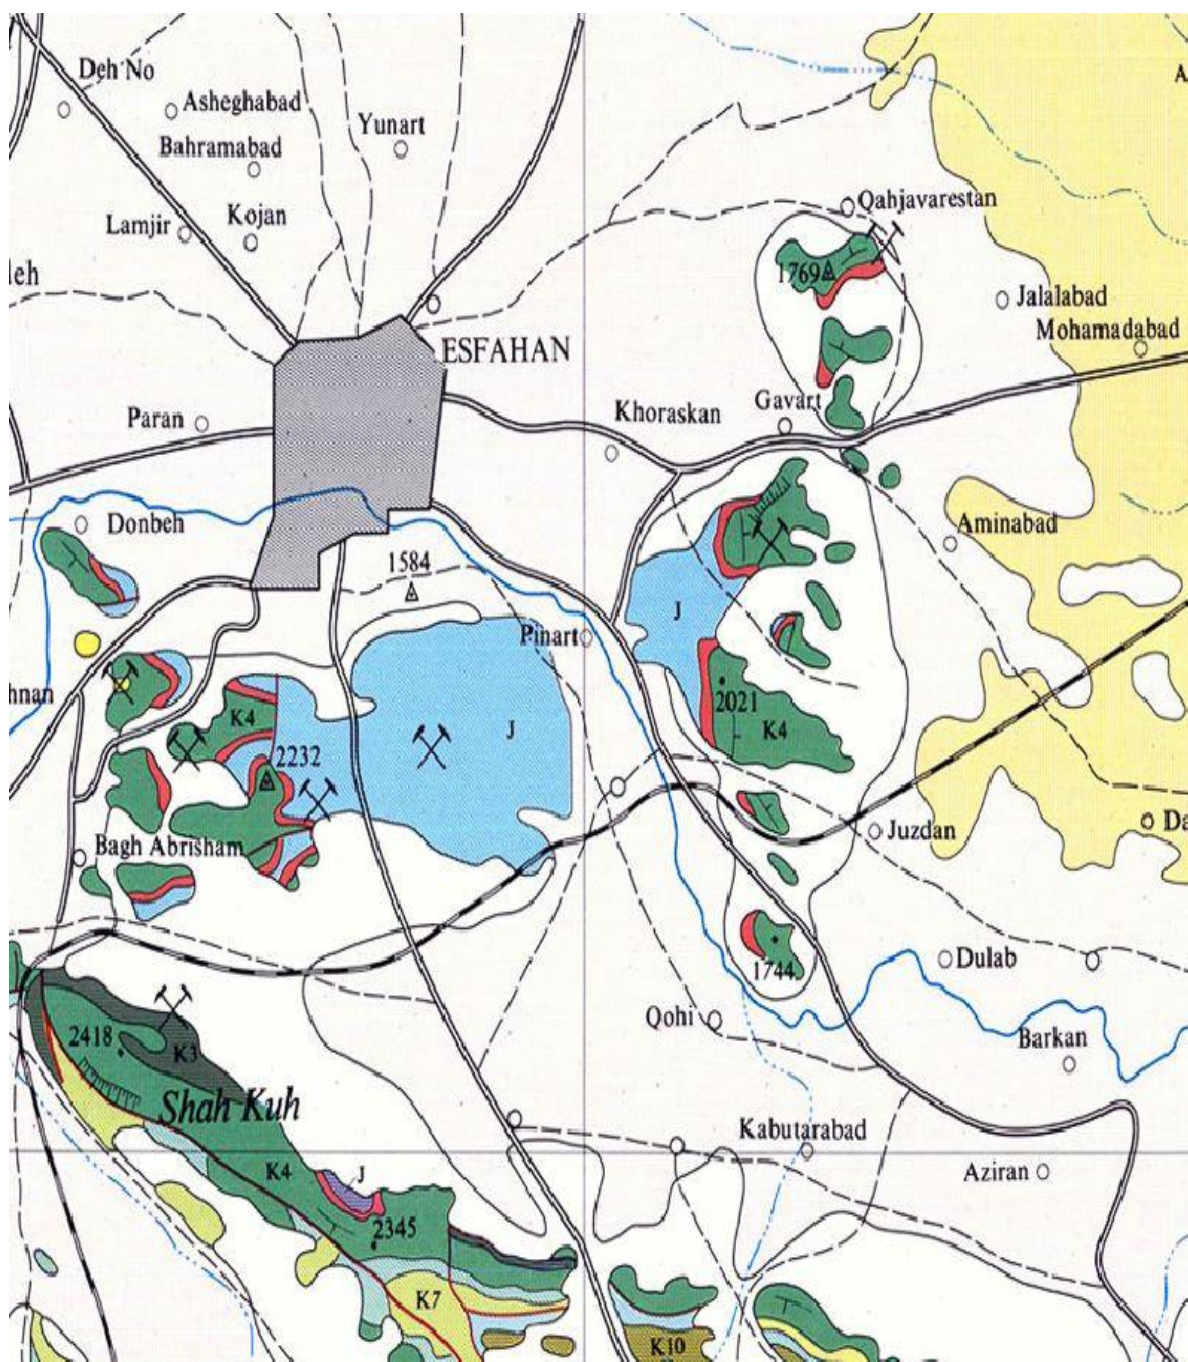 Deh No
A
Asheghabad
Yunart
Bahramabad
Qahjavarestan
Kojan
Lamjir
1769
Jalalabad
Mohamadabad
ESFAHAN
Gavart
Khoraskan
Paran
Donbeh
Aminabad
1584
J
Pinart
hnan
2021
K4
K4
J
2232
Da
Juzdan
Bagh Abrisham
1744
Dulab
Qohi
2418
K3
Barkan
Shah Kuh
Kabutarabad
K4
J
Aziran
2345
K7
K10